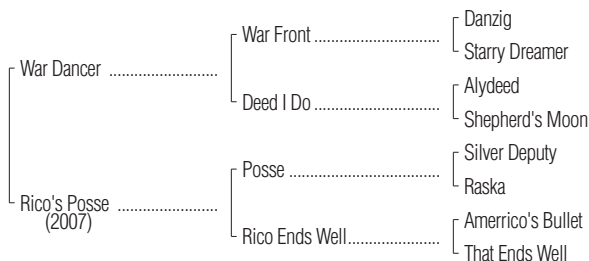 War Dancer ........................
War Front ............................
Danzig
Starry Dreamer
Deed I Do ............................
Alydeed
Shepherd's Moon
Rico's Posse ......................
(2007)
Posse ..................................
Silver Deputy
Raska
Rico Ends Well.....................
Amerrico's Bullet
That Ends Well